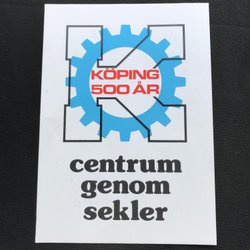 KÖPING
500 ÅR
centrum
genom
sekler